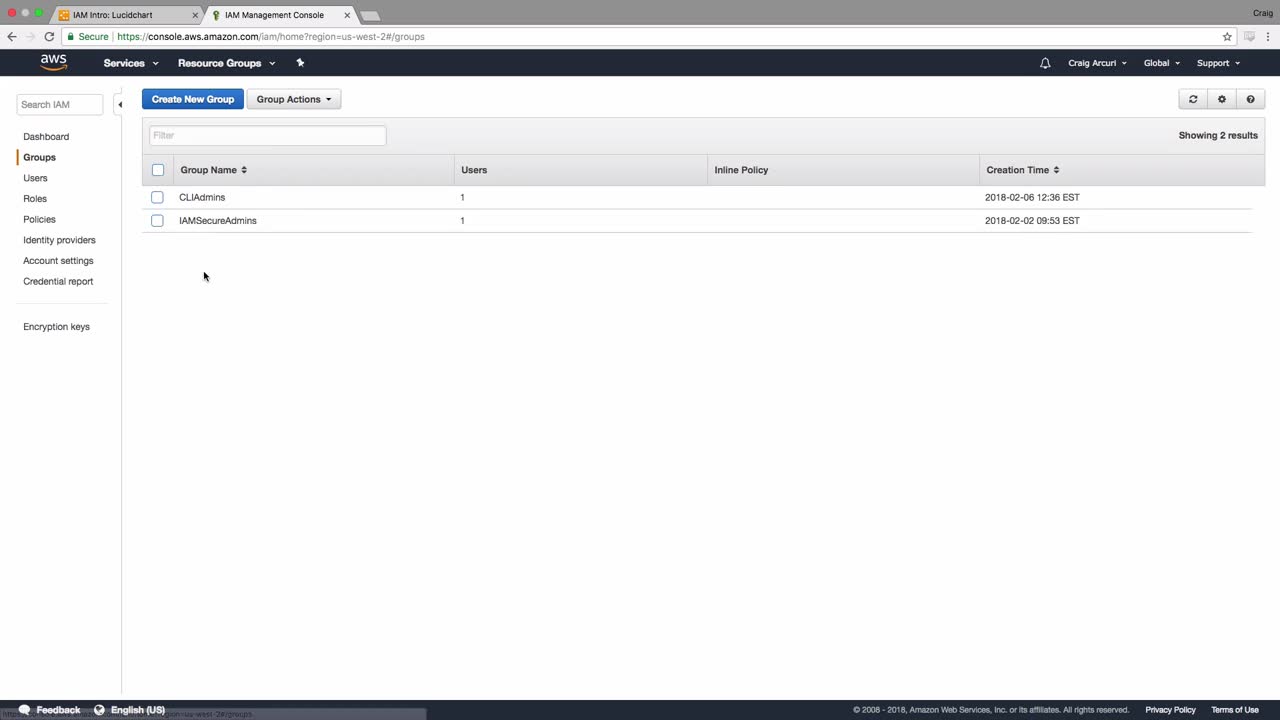 IAM Intro: Lucidchart
IAM Management Console
Craig
Secure
https://console.aws.amazon.com/iam/home?region=us-west-2#/groups
aws
Services
Resource Groups
Craig Arcuri
Global
Support
Search IAM
Dashboard
Groups
Users
Roles
Policies
Identity providers
Account settings
Credential report
Encryption keys
Create New Group
Group Actions
Filter
Showing 2 results
Group Name Users Inline Policy Creation Time
CLIAdmins 1 2018-02-06 12:36 EST
IAMSecureAdmins 1 2018-02-02 09:53 EST
Feedback
English (US)
© 2008 - 2018, Amazon Web Services, Inc. or its affiliates. All rights reserved.
Privacy Policy
Terms of Use